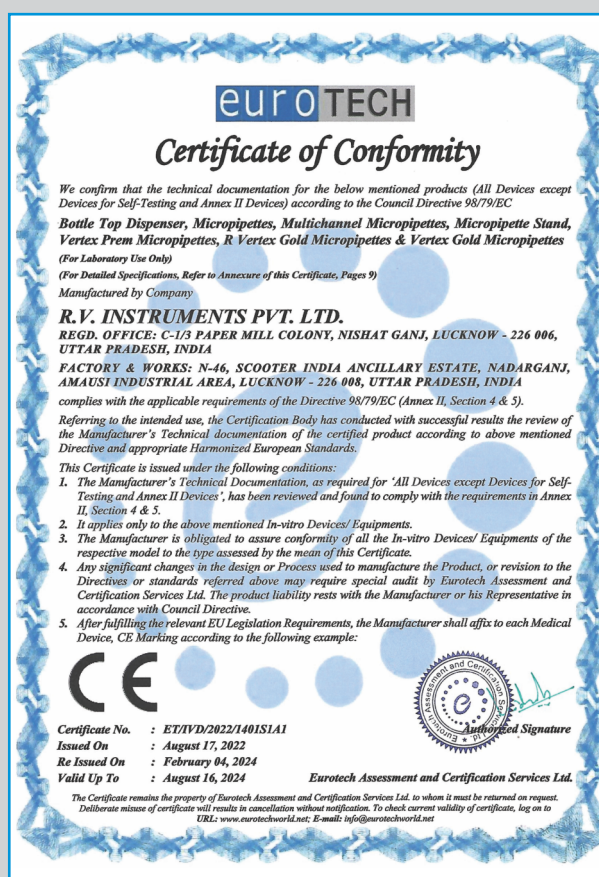 euroTECH
Certificate of Conformity
We confirm that the technical documentation for the below mentioned products (All Devices except
Devices for Self-Testing and Annex II Devices) according to the Council Directive 98/79/EC
Bottle Top Dispenser, Micropipettes, Multichannel Micropipettes, Micropipette Stand,
Vertex Prem Micropipettes, R Vertex Gold Micropipettes & Vertex Gold Micropipettes
(For Laboratory Use Only)
(For Detailed Specifications, Refer to Annexure of this Certificate, Pages 9)
Manufactured by Company
R.V. INSTRUMENTS PVT. LTD.
REGD. OFFICE: C-1/3 PAPER MILL COLONY, NISHAT GANJ, LUCKNOW - 226 006,
UTTAR PRADESH, INDIA
FACTORY & WORKS: N-46, SCOOTER INDIA ANCILLARY ESTATE, NADARGANJ,
AMAUSI INDUSTRIAL AREA, LUCKNOW - 226 008, UTTAR PRADESH, INDIA
complies with the applicable requirements of the Directive 98/79/EC (Annex II, Section 4 & 5).
Referring to the intended use, the Certification Body has conducted with successful results the review of
the Manufacturer's Technical documentation of the certified product according to above mentioned
Directive and appropriate Harmonized European Standards.
This Certificate is issued under the following conditions:
1. The Manufacturer's Technical Documentation, as required for 'All Devices except Devices for Self-
Testing and Annex II Devices', has been reviewed and found to comply with the requirements in Annex
II, Section 4 & 5.
2. It applies only to the above mentioned In-vitro Devices/ Equipments.
3. The Manufacturer is obligated to assure conformity of all the In-vitro Devices/ Equipments of the
respective model to the type assessed by the mean of this Certificate.
4. Any significant changes in the design or Process used to manufacture the Product, or revision to the
Directives or standards referred above may require special audit by Eurotech Assessment and
Certification Services Ltd. The product liability rests with the Manufacturer or his Representative in
accordance with Council Directive.
5. After fulfilling the relevant EU Legislation Requirements, the Manufacturer shall affix to each Medical
Device, CE Marking according to the following example:
CE
Eurotech Assessment and Certification Services Ltd.
Authorized Signature
Certificate No. : ET/IVD/2022/1401S1A1
Issued On : August 17, 2022
Re Issued On : February 04, 2024
Valid Up To : August 16, 2024
Eurotech Assessment and Certification Services Ltd.
The Certificate remains the property of Eurotech Assessment and Certification Services Ltd. to whom it must be returned on request.
Deliberate misuse of certificate will results in cancellation without notification. To check current validity of certificate, log on to
URL: www.eurotechworld.net; E-mail: info@eurotechworld.net